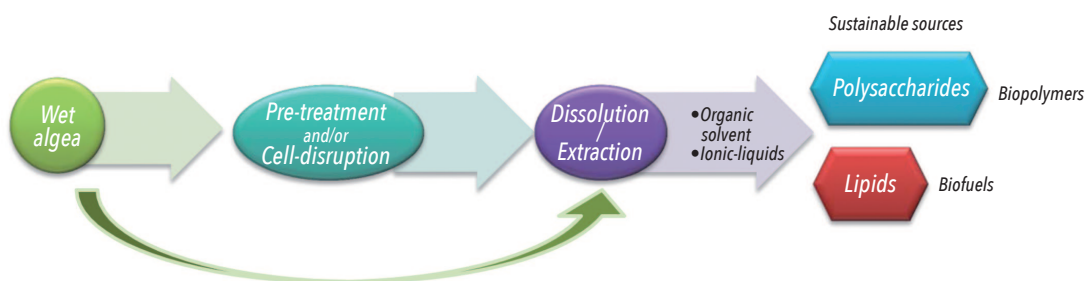 Sustainable sources
Wet
algea
Pre-treatment
and/or
Cell-disruption
Dissolution
/
Extraction
•Organic
solvent
•Ionic-liquids
Polysaccharides
Biopolymers
Lipids
Biofuels